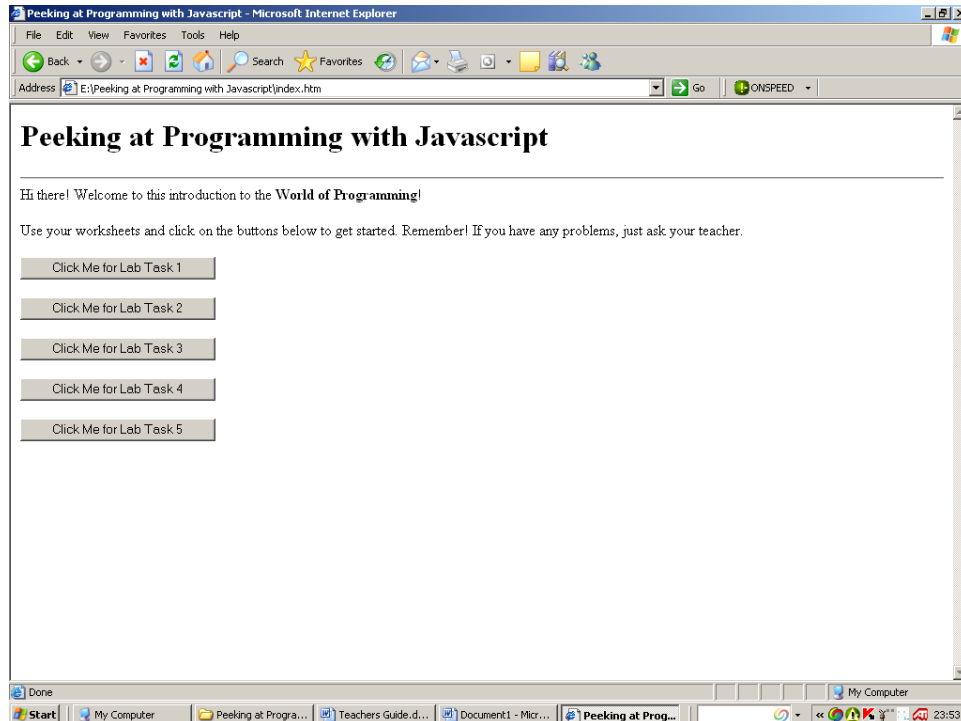 Peeking at Programming with Javascript - Microsoft Internet Explorer
File Edit View Favorites Tools Help
Back Search Favorites
Address E:\Peeking at Programming with Javascript\index.htm Go ONSPEED
Peeking at Programming with Javascript
Hi there! Welcome to this introduction to the World of Programming!
Use your worksheets and click on the buttons below to get started. Remember! If you have any problems, just ask your teacher.
Click Me for Lab Task 1
Click Me for Lab Task 2
Click Me for Lab Task 3
Click Me for Lab Task 4
Click Me for Lab Task 5
Done My Computer
Start My Computer Peeking at Progra... Teachers Guide.d... Document1 - Micr... Peeking at Prog... « 23:53